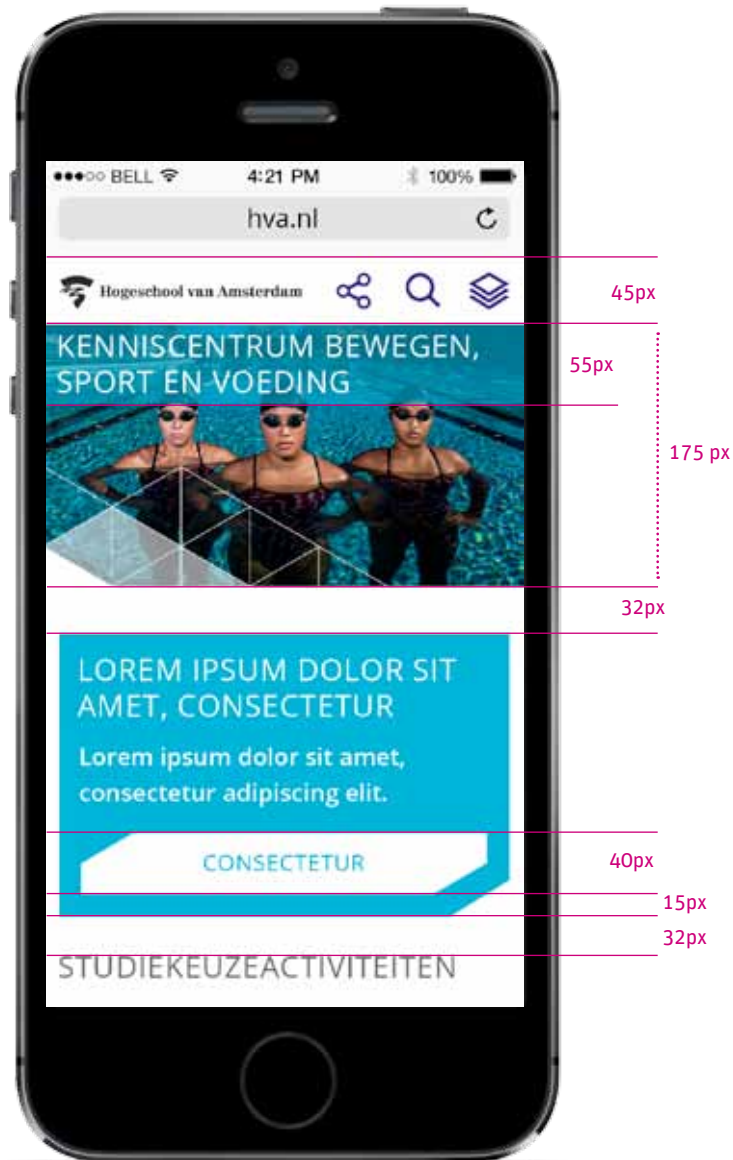 ●●●○○ BELL 4:21 PM 100%
hva.nl
Hogeschool van Amsterdam
45px
KENNISCENTRUM BEWEGEN,
SPORT EN VOEDING
55px
175 px
32px
LOREM IPSUM DOLOR SIT
AMET, CONSECTETUR
Lorem ipsum dolor sit amet,
consectetur adipiscing elit.
CONSECTETUR
40px
15px
32px
STUDIEKEUZEACTIVITEITEN